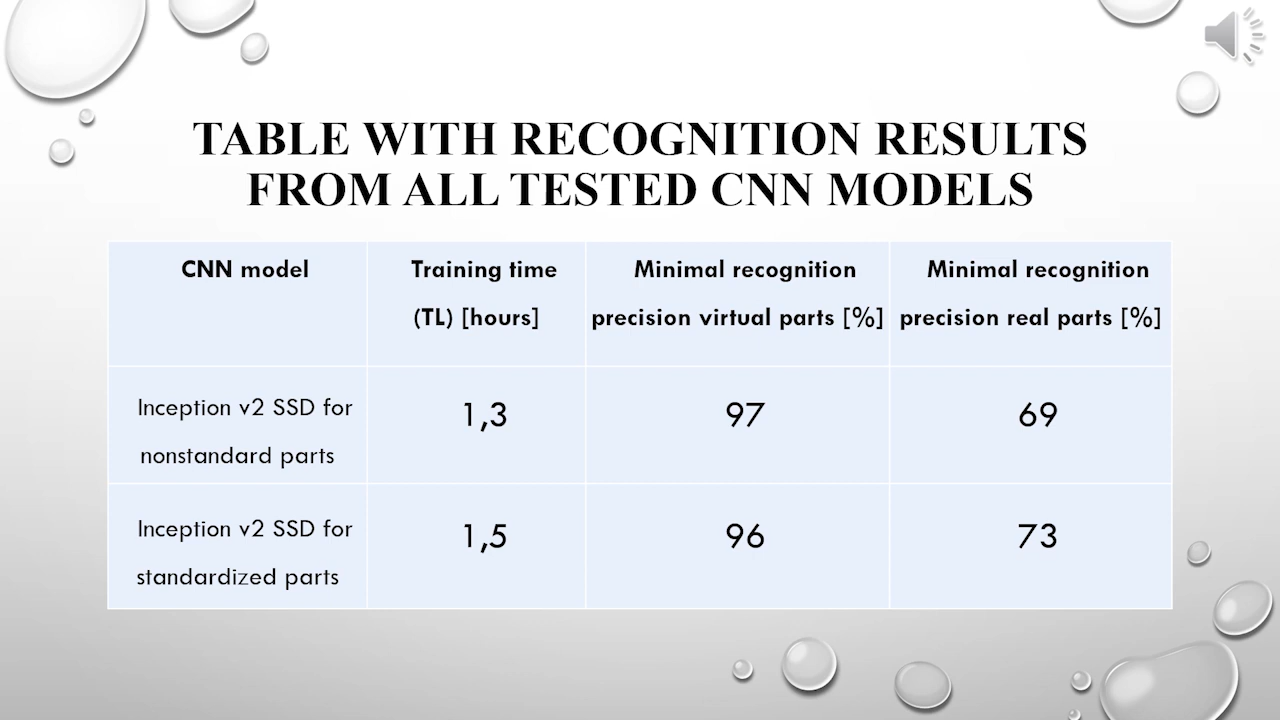 TABLE WITH RECOGNITION RESULTS
FROM ALL TESTED CNN MODELS
CNN model
Training time
(TL) [hours]
Minimal recognition
precision virtual parts [%]
Minimal recognition
precision real parts [%]
Inception v2 SSD for
nonstandard parts
1,3
97
69
Inception v2 SSD for
standardized parts
1,5
96
73